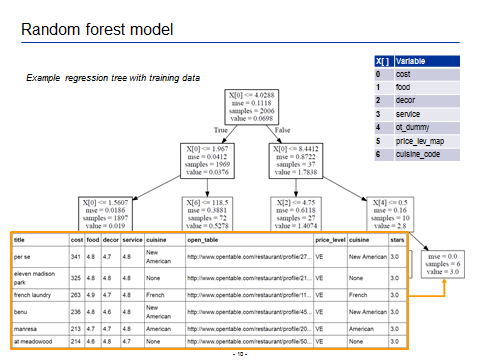 Random forest model
Example regression tree with training data
X[ ] Variable
0 cost
1 food
2 decor
3 service
4 ot_dummy
5 price_lev_map
6 cuisine_code
X[0] <= 4.0288
mse = 0.1118
samples = 2006
value = 0.0698
True False
X[0] <= 1.967
mse = 0.0412
samples = 1969
value = 0.0376
X[0] <= 8.4412
mse = 0.8722
samples = 37
value = 1.7838
X[0] <= 1.5607
mse = 0.0186
samples = 1897
value = 0.019
X[6] <= 118.5
mse = 0.3881
samples = 72
value = 0.5278
X[2] <= 4.75
mse = 0.6118
samples = 27
value = 1.4074
X[4] <= 0.5
mse = 0.16
samples = 10
value = 2.8
mse = 0.0
samples = 6
value = 3.0
title cost food decor service cuisine open_table price_level cuisine stars
per se 341 4.8 4.7 4.8 New American http://www.opentable.com/restaurant/profile/27... VE New American 3.0
eleven madison park 325 4.8 4.8 4.8 None http://www.opentable.com/restaurant/profile/21... VE None 3.0
french laundry 263 4.9 4.7 4.8 French http://www.opentable.com/restaurant/profile/11... VE French 3.0
benu 236 4.8 4.6 4.8 New American http://www.opentable.com/restaurant/profile/45... VE New American 3.0
manresa 213 4.7 4.7 4.8 American http://www.opentable.com/restaurant/profile/20... VE American 3.0
at meadowood 214 4.6 4.8 4.7 None http://www.opentable.com/restaurant/profile/50... VE None 3.0